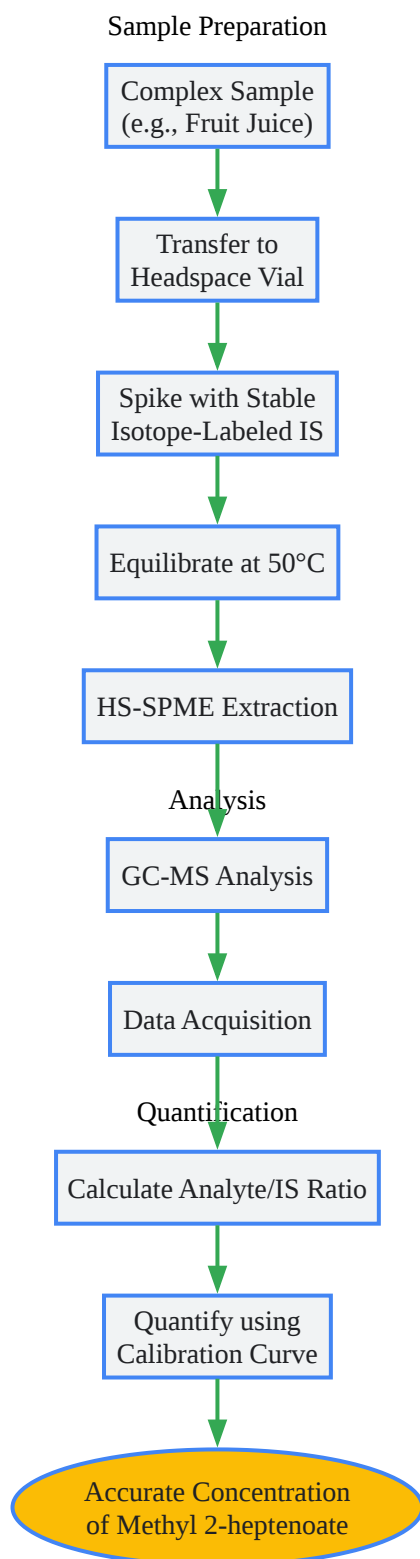 Sample Preparation
Complex Sample
(e.g., Fruit Juice)
Transfer to
Headspace Vial
Spike with Stable
Isotope-Labeled IS
Equilibrate at 50°C
HS-SPME Extraction
Analysis
GC-MS Analysis
Data Acquisition
Quantification
Calculate Analyte/IS Ratio
Quantify using
Calibration Curve
Accurate Concentration
of Methyl 2-heptenoate